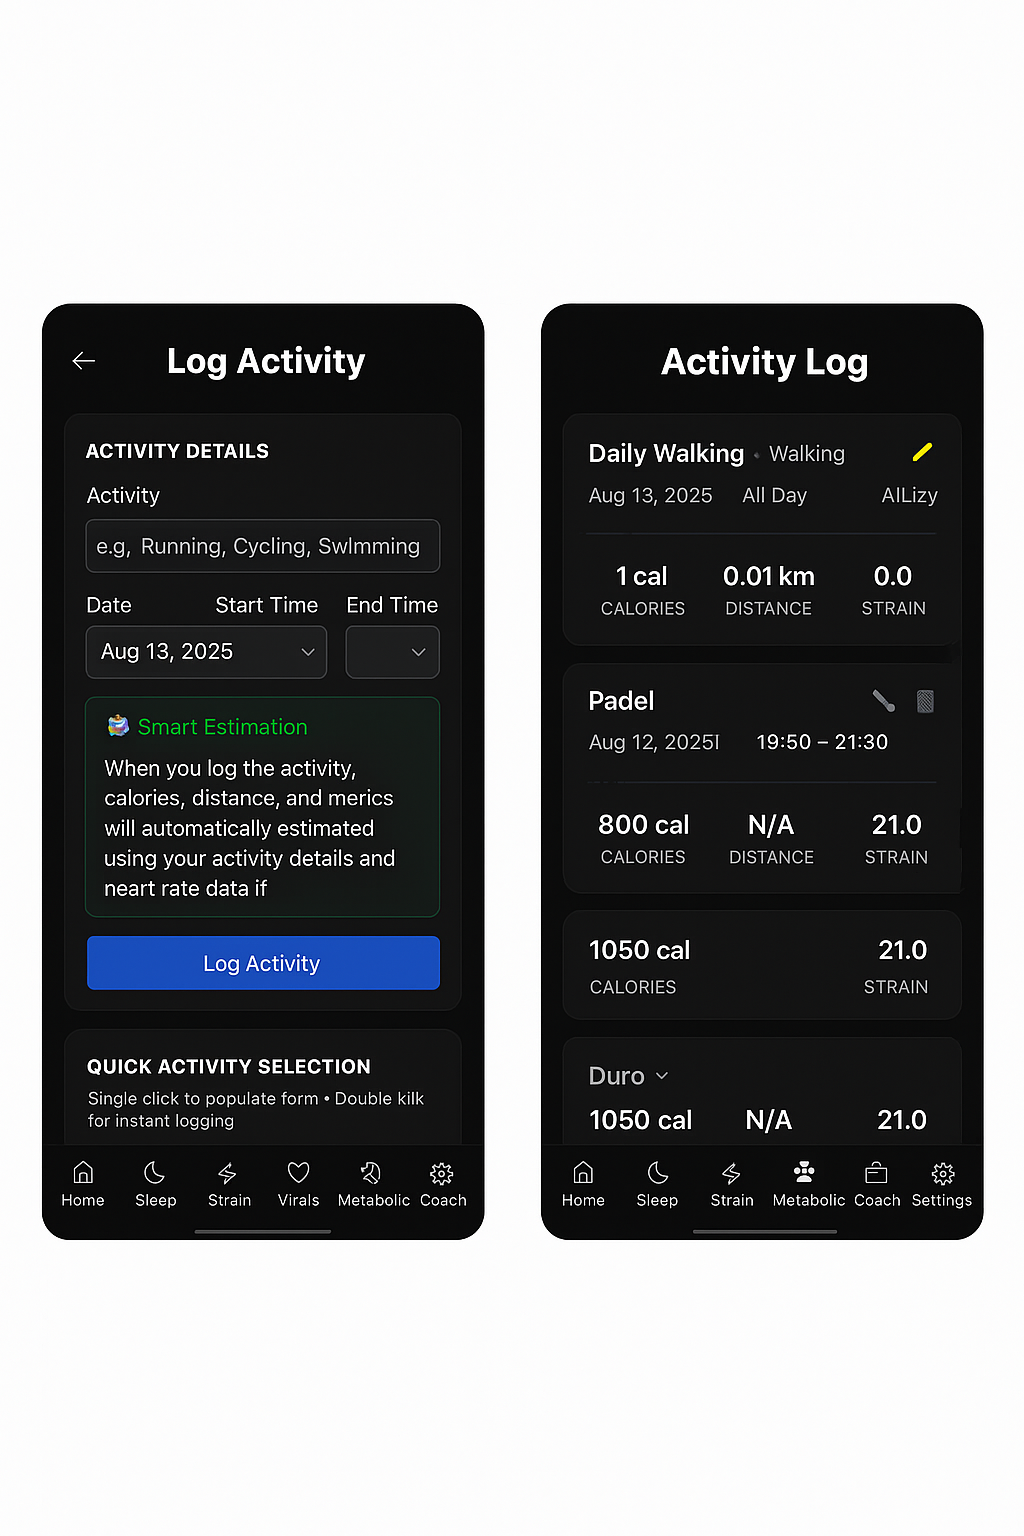 Log Activity
ACTIVITY DETAILS
Activity
e.g, Running, Cycling, Swlmming
Date Start Time End Time
Aug 13, 2025
Smart Estimation
When you log the activity,
calories, distance, and merics
will automatically estimated
using your activity details and
neart rate data if
Log Activity
QUICK ACTIVITY SELECTION
Single click to populate form • Double kilk
for instant logging
Home Sleep Strain Virals Metabolic Coach
Activity Log
Daily Walking • Walking
Aug 13, 2025 All Day AILizy
1 cal 0.01 km 0.0
CALORIES DISTANCE STRAIN
Padel
Aug 12, 2025I 19:50 – 21:30
800 cal N/A 21.0
CALORIES DISTANCE STRAIN
1050 cal 21.0
CALORIES STRAIN
Duro
1050 cal N/A 21.0
Home Sleep Strain Metabolic Coach Settings